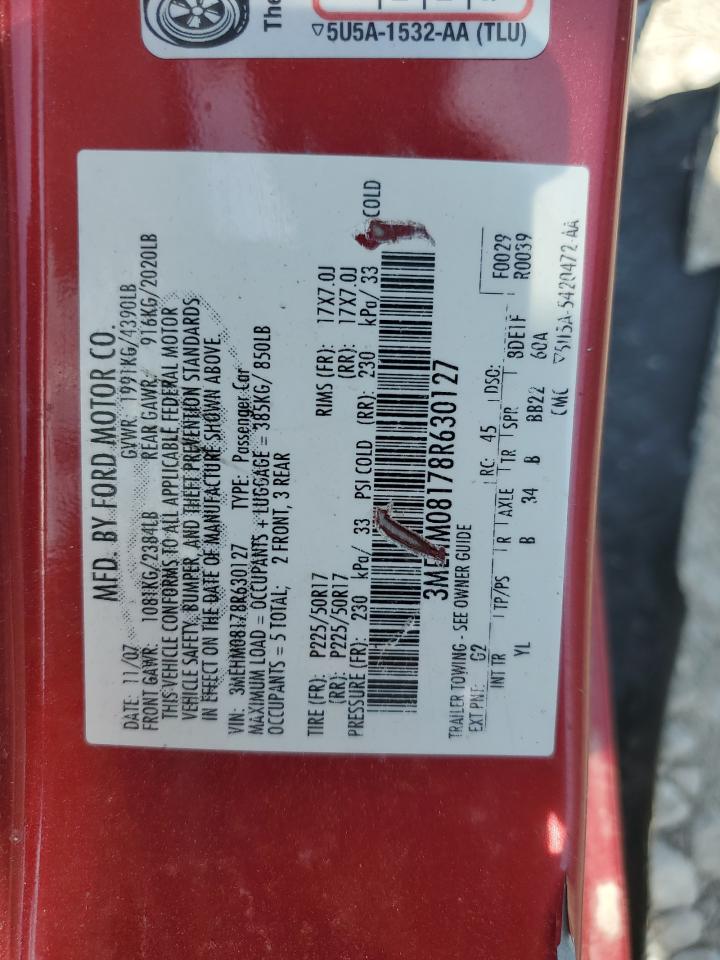 The
▽5U5A-1532-AA (TLU)
MFD. BY FORD MOTOR CO.
DATE: 11/07 GVWR: 1991KG/4390LB
FRONT GAWR: 1081KG/2384LB REAR GAWR: 916KG/2020LB
THIS VEHICLE CONFORMS TO ALL APPLICABLE FEDERAL MOTOR
VEHICLE SAFETY, BUMPER, AND THEFT PREVENTION STANDARDS
IN EFFECT ON THE DATE OF MANUFACTURE SHOWN ABOVE.
VIN: 3MEHM08178R630127 TYPE: Passenger Car
MAXIMUM LOAD = OCCUPANTS + LUGGAGE = 385KG/ 850LB
OCCUPANTS = 5 TOTAL; 2 FRONT, 3 REAR
TIRE (FR): P225/50R17 RIMS (FR): 17X7.0J
(RR): P225/50R17 (RR): 17X7.0J
PRESSURE (FR): 230 kPa/ 33 PSI COLD (RR): 230 kPa/ 33 COLD
3ME M08178R630127
TRAILER TOWING - SEE OWNER GUIDE F0029
EXT PNT: G2 RC: 45 DSO: R0039
INT TR TP/PS R AXLE TR SPR 8DE1F
YL B 34 B BB22 60A
CMC ▽5U5A-5420472-AA